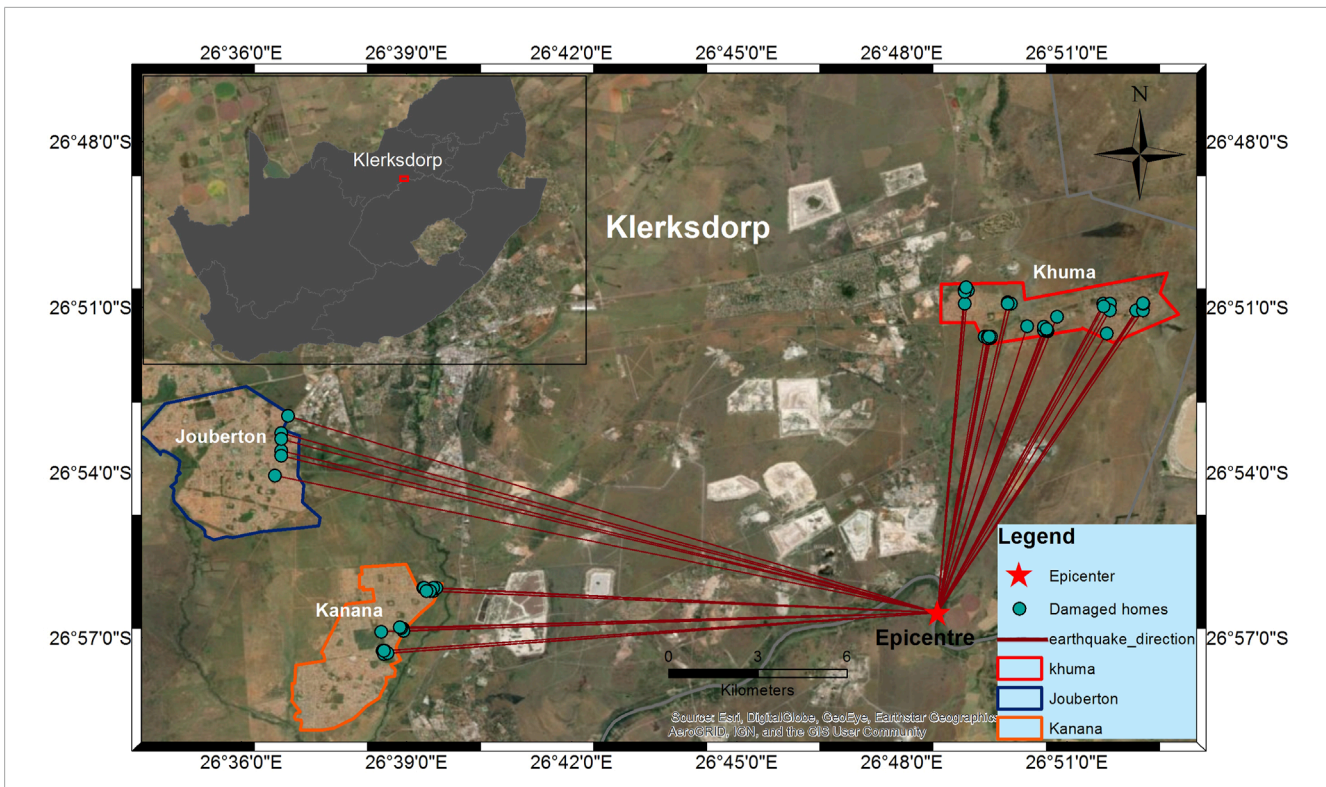 26°36'0"E 26°39'0"E 26°42'0"E 26°45'0"E 26°48'0"E 26°51'0"E
N
26°48'0"S 26°48'0"S
Klerksdorp
Klerksdorp
Khuma
26°51'0"S 26°51'0"S
Jouberton
26°54'0"S 26°54'0"S
Legend
Epicenter
Kanana
Damaged homes
26°57'0"S Epicentre 26°57'0"S
earthquake_direction
0 3 6
khuma
Kilometers
Jouberton
Source: Esri, DigitalGlobe, GeoEye, Earthstar Geographics
AeroGRID, IGN, and the GIS User Community
Kanana
26°36'0"E 26°39'0"E 26°42'0"E 26°45'0"E 26°48'0"E 26°51'0"E